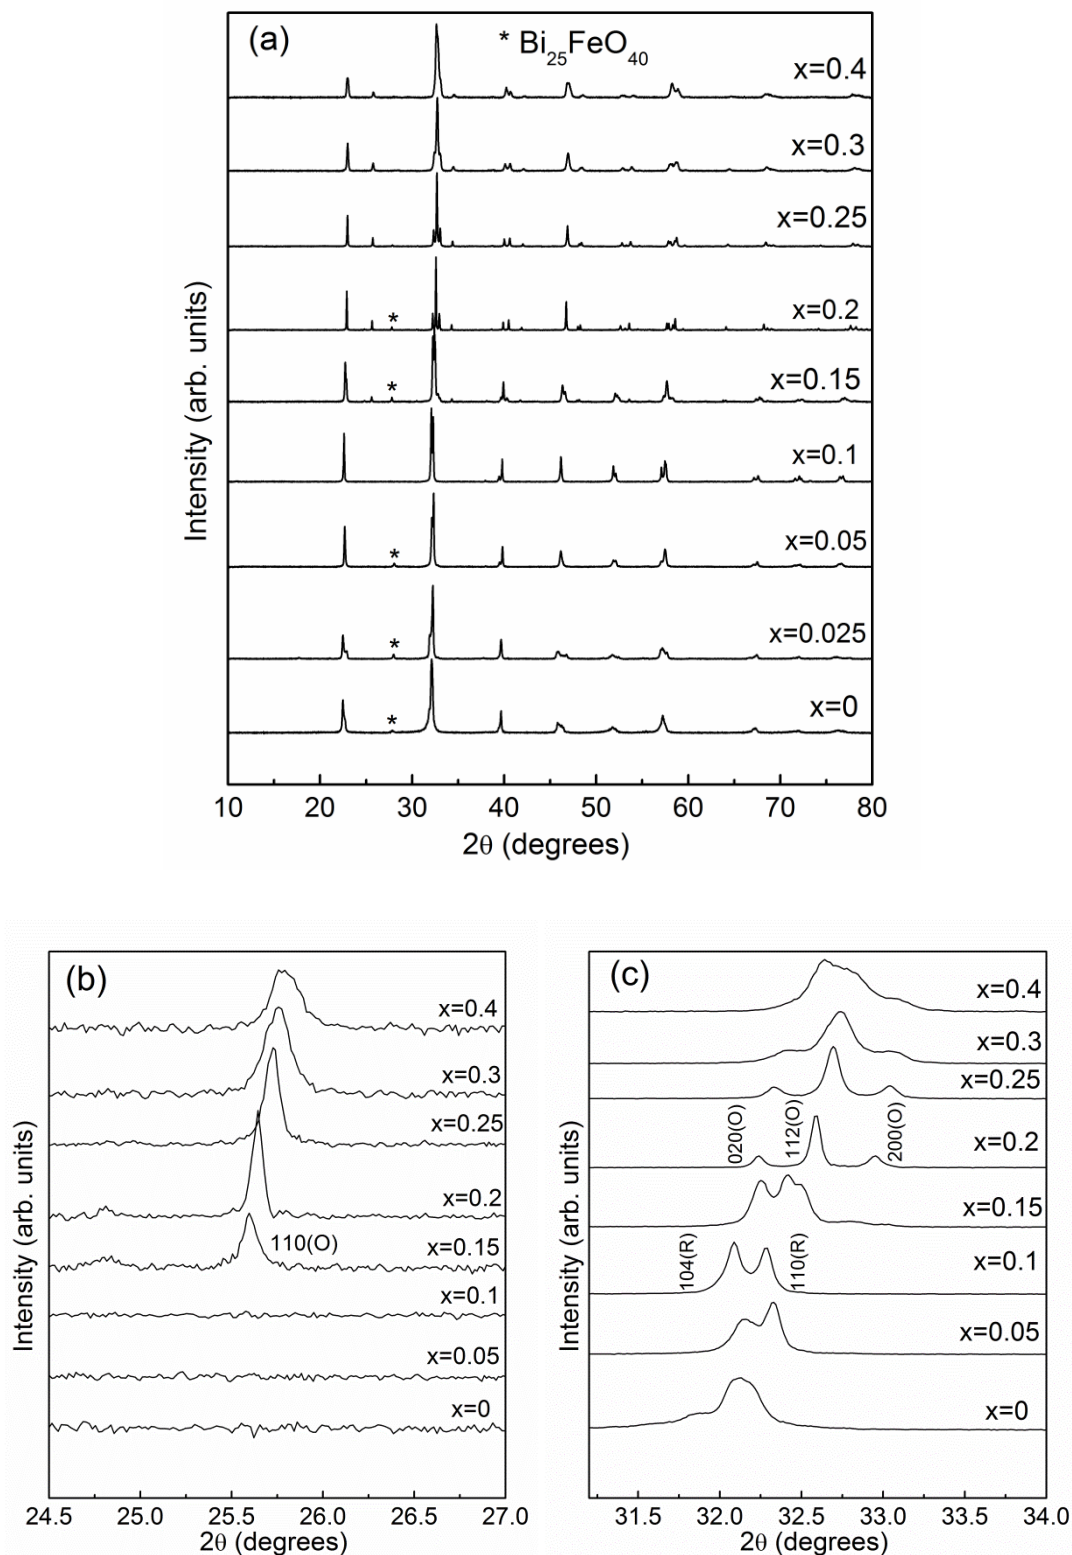 (a)
* Bi25FeO40
x=0.4
x=0.3
x=0.25
*
x=0.2
*
x=0.15
x=0.1
*
x=0.05
*
x=0.025
*
x=0
Intensity (arb. units)
10 20 30 40 50 60 70 80
2θ (degrees)
(b)
x=0.4
x=0.3
x=0.25
x=0.2
x=0.15
110(O)
x=0.1
x=0.05
x=0
Intensity (arb. units)
24.5 25.0 25.5 26.0 26.5 27.0
2θ (degrees)
(c)
x=0.4
x=0.3
x=0.25
020(O)
112(O)
200(O)
x=0.2
x=0.15
104(R)
110(R)
x=0.1
x=0.05
x=0
Intensity (arb. units)
31.5 32.0 32.5 33.0 33.5 34.0
2θ (degrees)